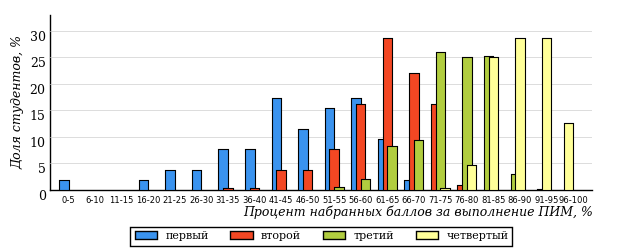 Доля студентов, %
30
25
20
15
10
5
0
0-5 6-10 11-15 16-20 21-25 26-30 31-35 36-40 41-45 46-50 51-55 56-60 61-65 66-70 71-75 76-80 81-85 86-90 91-95 96-100
Процент набранных баллов за выполнение ПИМ, %
первый второй третий четвертый